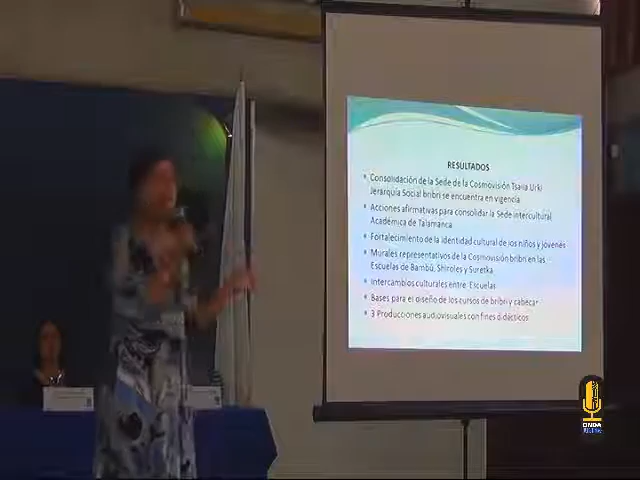 RESULTADOS
Consolidación de la Sede de la Cosmovisión Tsalia Urki
Jerarquía Social bribri se encuentra en vigencia
Acciones afirmativas para consolidar la Sede Intercultural
Académica de Talamanca
Fortalecimiento de la identidad cultural de los niños y jóvenes
Murales representativos de la Cosmovisión bribri en las
Escuelas de Bambú, Shiroles y Suretka
Intercambios culturales entre Escuelas
Bases para el diseño de los cursos de bribri y cabécar
3 Producciones audiovisuales con fines didácticos
ONDA